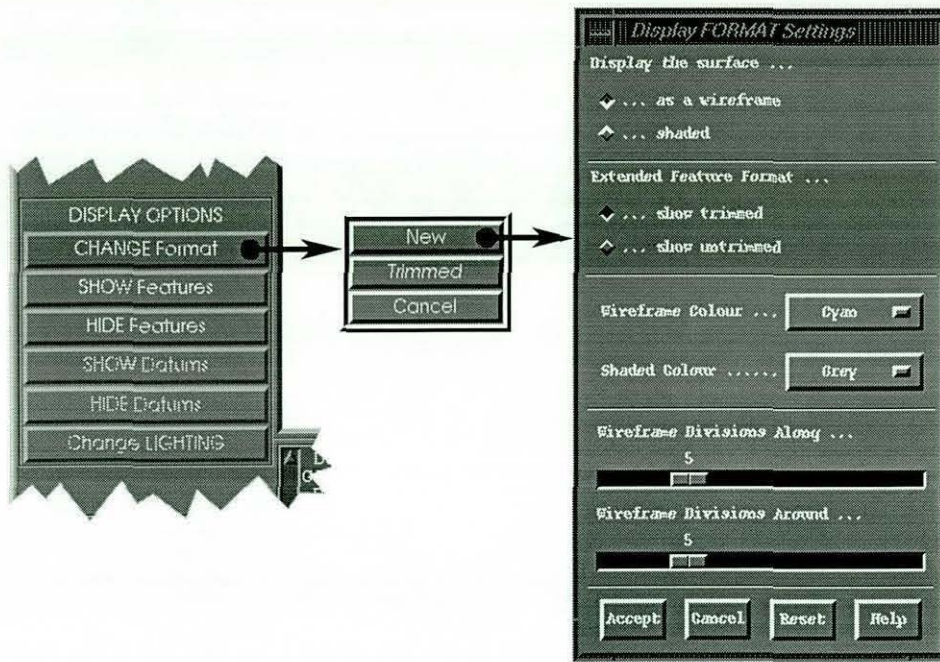 DISPLAY OPTIONS
CHANGE Format
SHOW Features
HIDE Features
SHOW Datums
HIDE Datums
Change LIGHTING
New
Trimmed
Cancel
Display FORMAT Settings
Display the surface ...
... as a wireframe
... shaded
Extended Feature Format ...
... show trimmed
... show untrimmed
Wireframe Colour ... Cyan
Shaded Colour ...... Grey
Wireframe Divisions Along ...
5
Wireframe Divisions Around ...
5
Accept Cancel Reset Help